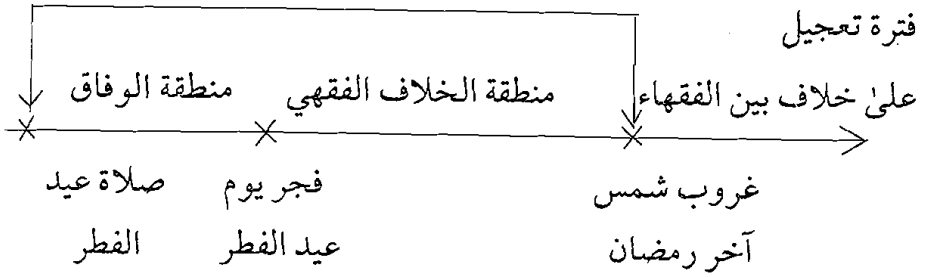 فترة تعجيل
علىٰ خلاف بين الفقهاء
منطقة الخلاف الفقهي
منطقة الوفاق
غروب شمس
آخر رمضان
فجر يوم
عيد الفطر
صلاة عيد
الفطر